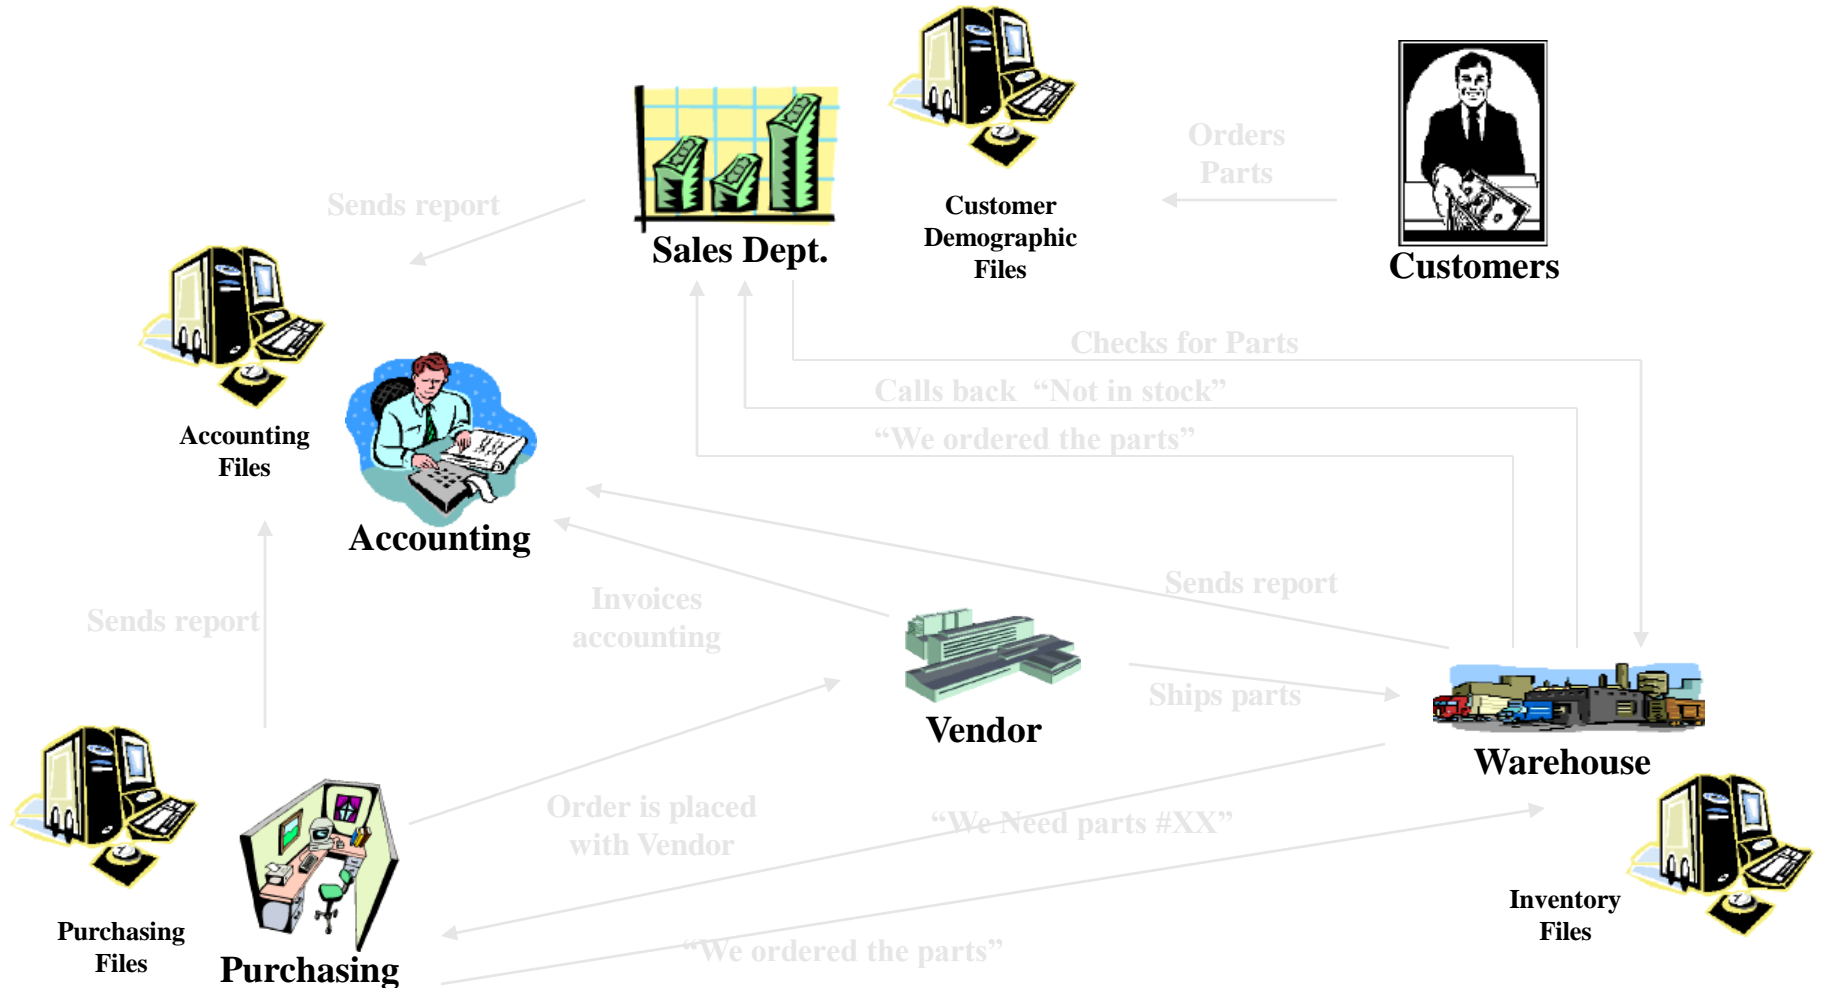 Orders
Parts
Sends report
Customer
Demographic
Files
Sales Dept.
Customers
Checks for Parts
Calls back “Not in stock”
“We ordered the parts”
Accounting
Files
Accounting
Sends report
Invoices
accounting
Sends report
Ships parts
Vendor
Warehouse
Order is placed
with Vendor
“We Need parts #XX”
Inventory
Files
Purchasing
Files
“We ordered the parts”
Purchasing